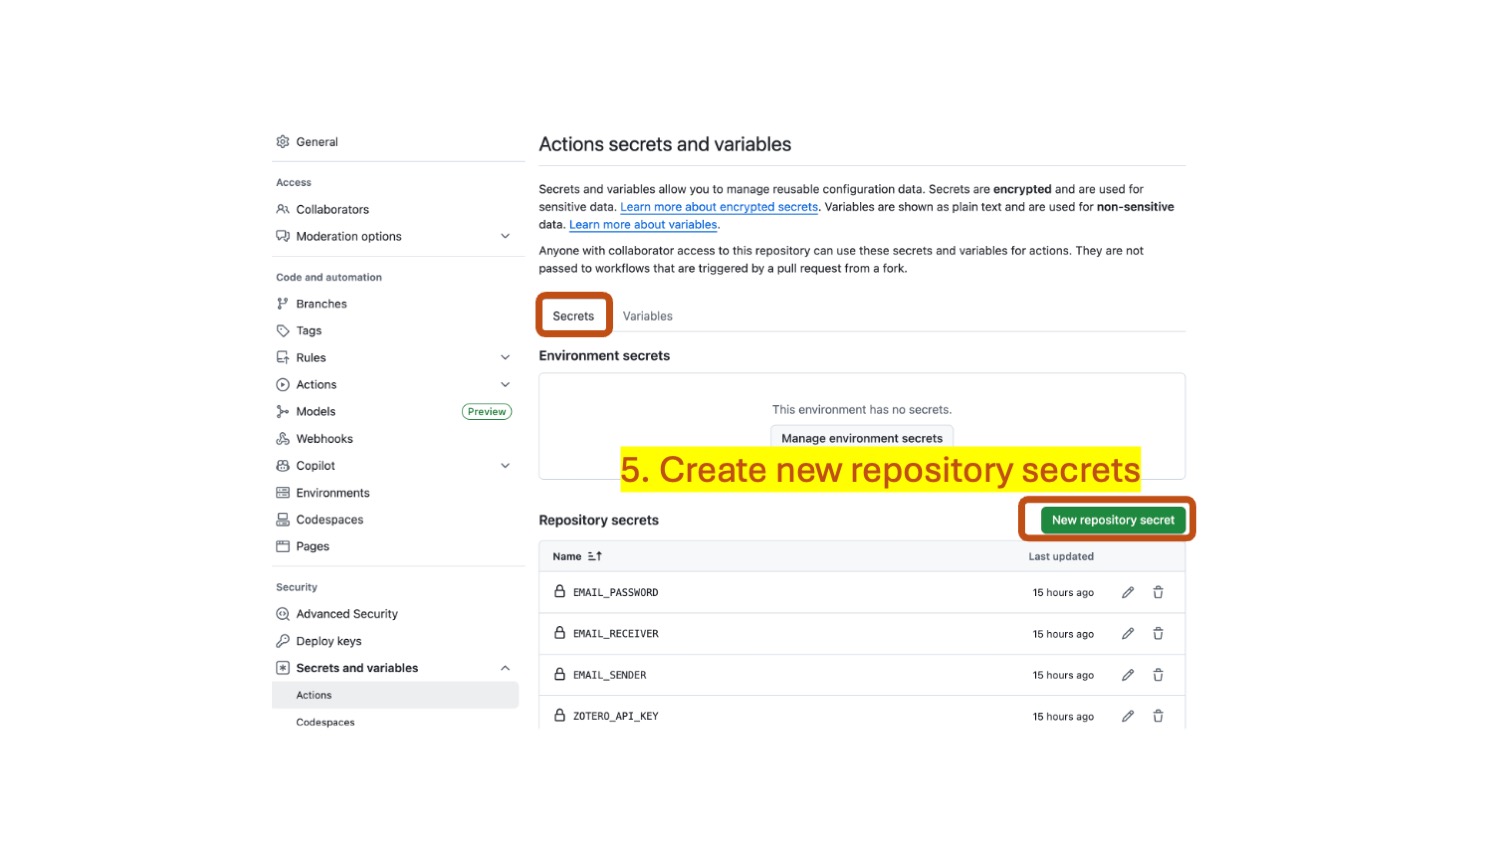 General
Access
Collaborators
Moderation options
Code and automation
Branches
Tags
Rules
Actions
Models
Preview
Webhooks
Copilot
Environments
Codespaces
Pages
Security
Advanced Security
Deploy keys
Secrets and variables
Actions
Codespaces
Actions secrets and variables
Secrets and variables allow you to manage reusable configuration data. Secrets are encrypted and are used for
sensitive data. Learn more about encrypted secrets. Variables are shown as plain text and are used for non-sensitive
data. Learn more about variables.
Anyone with collaborator access to this repository can use these secrets and variables for actions. They are not
passed to workflows that are triggered by a pull request from a fork.
Secrets Variables
Environment secrets
This environment has no secrets.
Manage environment secrets
5. Create new repository secrets
Repository secrets
New repository secret
Name Last updated
EMAIL_PASSWORD 15 hours ago
EMAIL_RECEIVER 15 hours ago
EMAIL_SENDER 15 hours ago
ZOTERO_API_KEY 15 hours ago